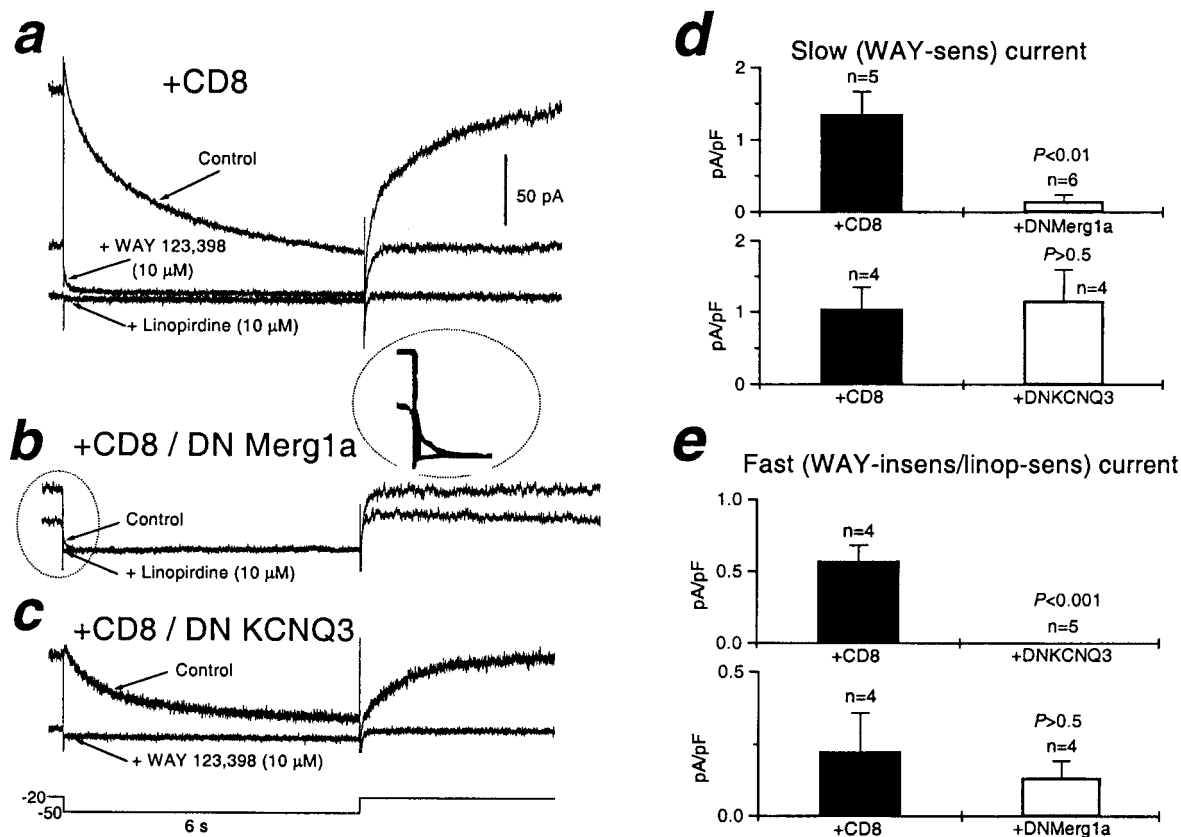 a
+CD8
Control
50 pA
+ WAY 123,398
(10 μM)
+ Linopirdine (10 μM)
b
+CD8 / DN Merg1a
Control
+ Linopirdine (10 μM)
c
+CD8 / DN KCNQ3
Control
+ WAY 123,398 (10 μM)
-20
-50
6 s
d
Slow (WAY-sens) current
2
1
0
pA/pF
n=5
P<0.01
n=6
+CD8
+DNMerg1a
2
1
0
pA/pF
n=4
P>0.5
n=4
+CD8
+DNKCNQ3
e
Fast (WAY-insens/linop-sens) current
1.0
0.5
0.0
pA/pF
n=4
P<0.001
n=5
+CD8
+DNKCNQ3
0.5
0.0
pA/pF
n=4
P>0.5
n=4
+CD8
+DNMerg1a